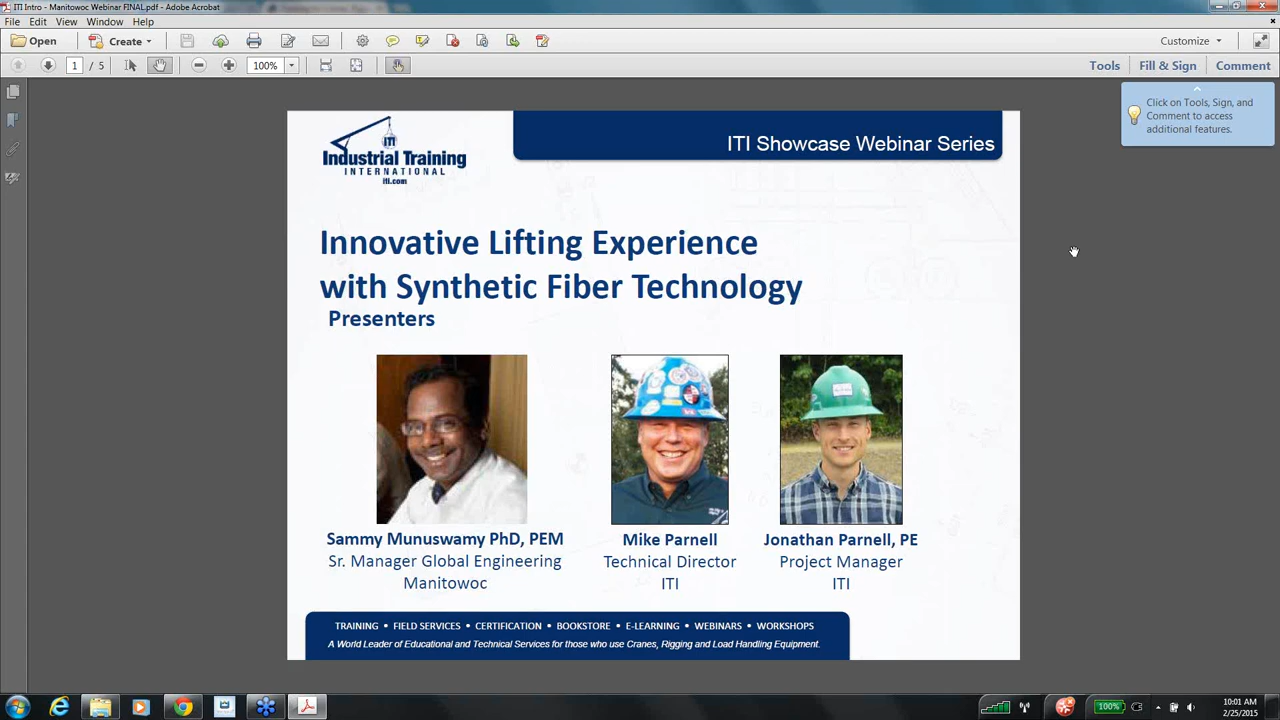 ITI Intro - Manitowoc Webinar FINAL.pdf - Adobe Acrobat
File Edit View Window Help
Open Create Customize
1 / 5 100% Tools Fill & Sign Comment
Click on Tools, Sign, and
Comment to access
additional features.
ITI
Industrial Training
INTERNATIONAL
iti.com
ITI Showcase Webinar Series
Innovative Lifting Experience
with Synthetic Fiber Technology
Presenters
Sammy Munuswamy PhD, PEM
Sr. Manager Global Engineering
Manitowoc
Mike Parnell
Technical Director
ITI
Jonathan Parnell, PE
Project Manager
ITI
TRAINING • FIELD SERVICES • CERTIFICATION • BOOKSTORE • E-LEARNING • WEBINARS • WORKSHOPS
A World Leader of Educational and Technical Services for those who use Cranes, Rigging and Load Handling Equipment.
100%
10:01 AM
2/25/2015